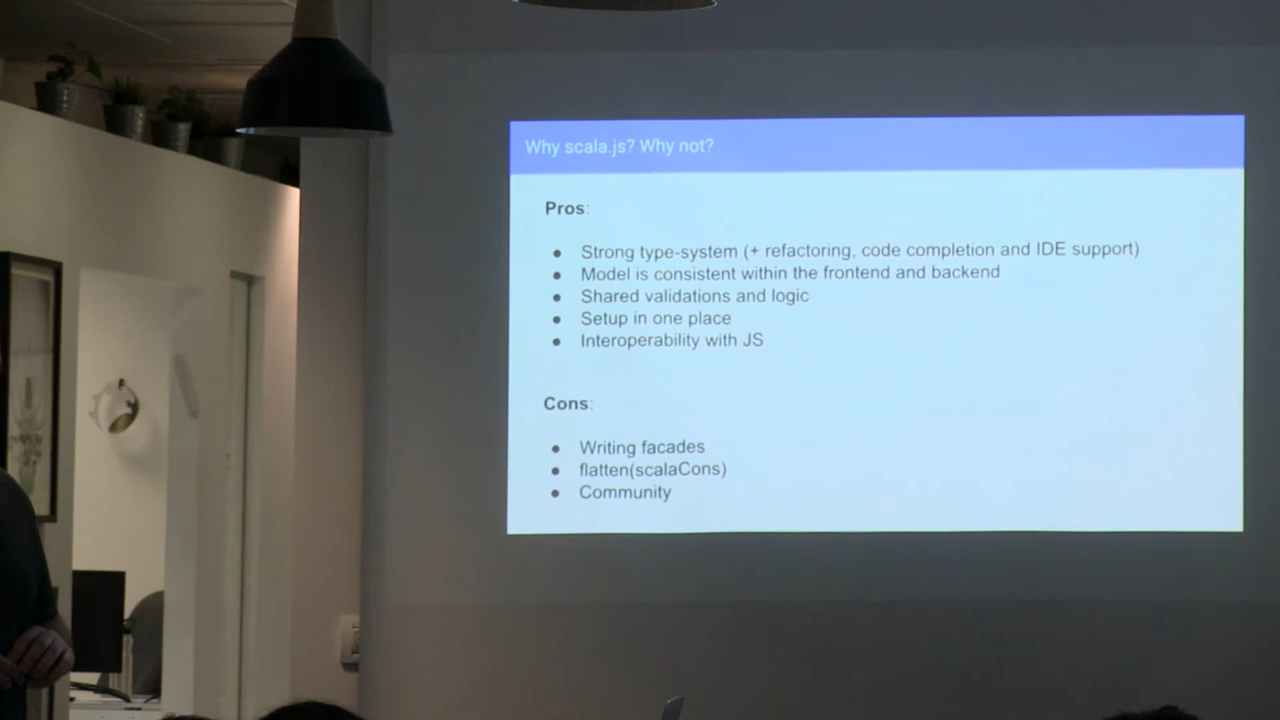 Why scala.js? Why not?
Pros:
● Strong type-system (+ refactoring, code completion and IDE support)
● Model is consistent within the frontend and backend
● Shared validations and logic
● Setup in one place
● Interoperability with JS
Cons:
● Writing facades
● flatten(scalaCons)
● Community